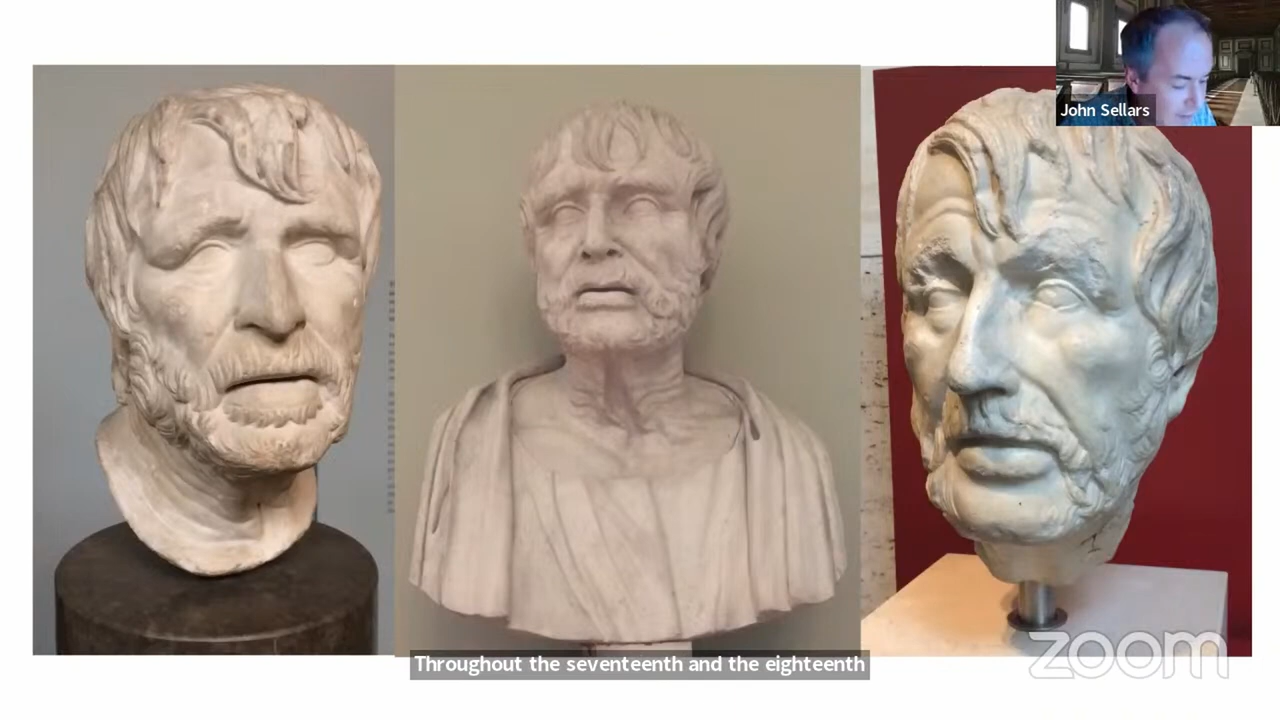 John Sellars
Throughout the seventeenth and the eighteenth
zoom